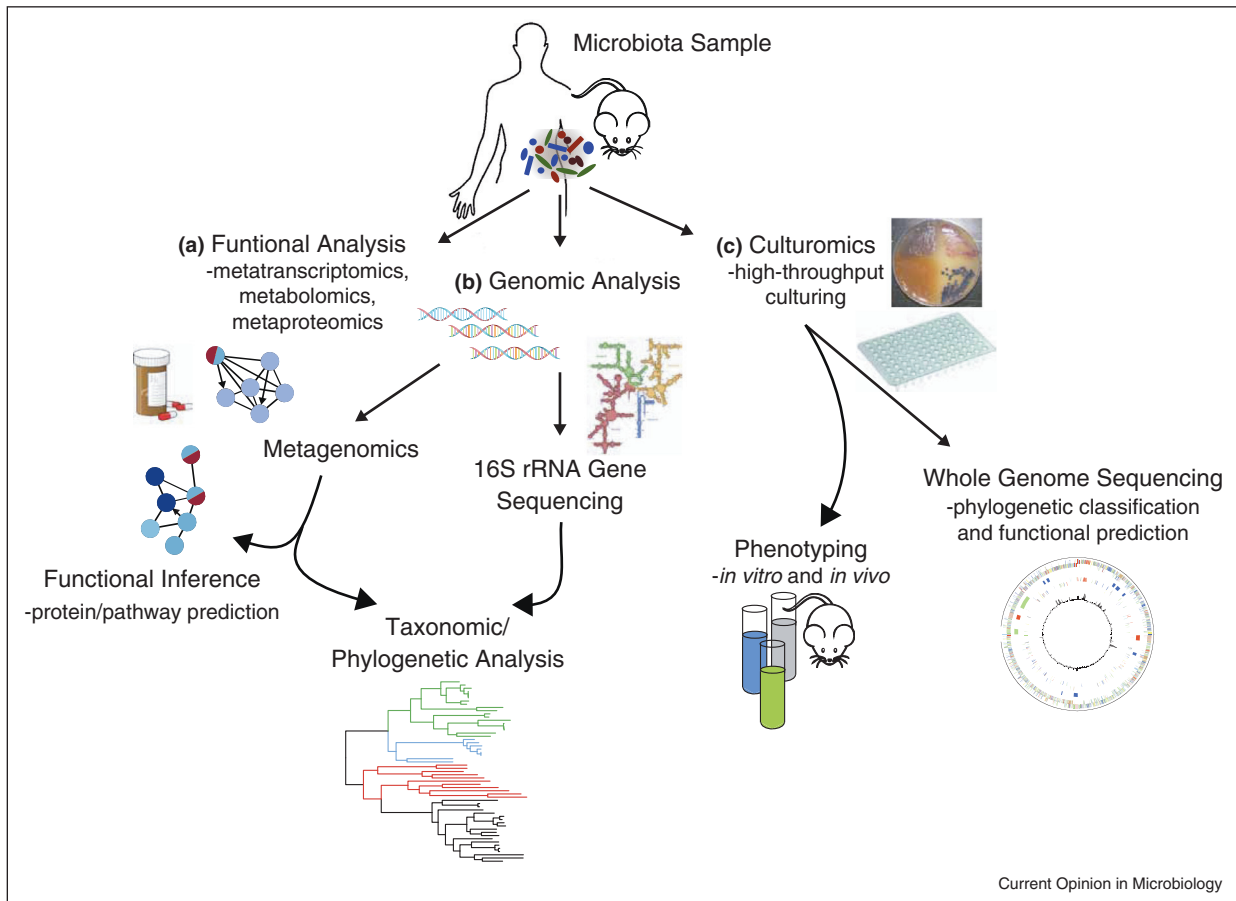 Microbiota Sample
(a) Funtional Analysis
-metatranscriptomics,
metabolomics,
metaproteomics
(b) Genomic Analysis
(c) Culturomics
-high-throughput
culturing
Metagenomics
16S rRNA Gene
Sequencing
Functional Inference
-protein/pathway prediction
Taxonomic/
Phylogenetic Analysis
Phenotyping
-in vitro and in vivo
Whole Genome Sequencing
-phylogenetic classification
and functional prediction
Current Opinion in Microbiology